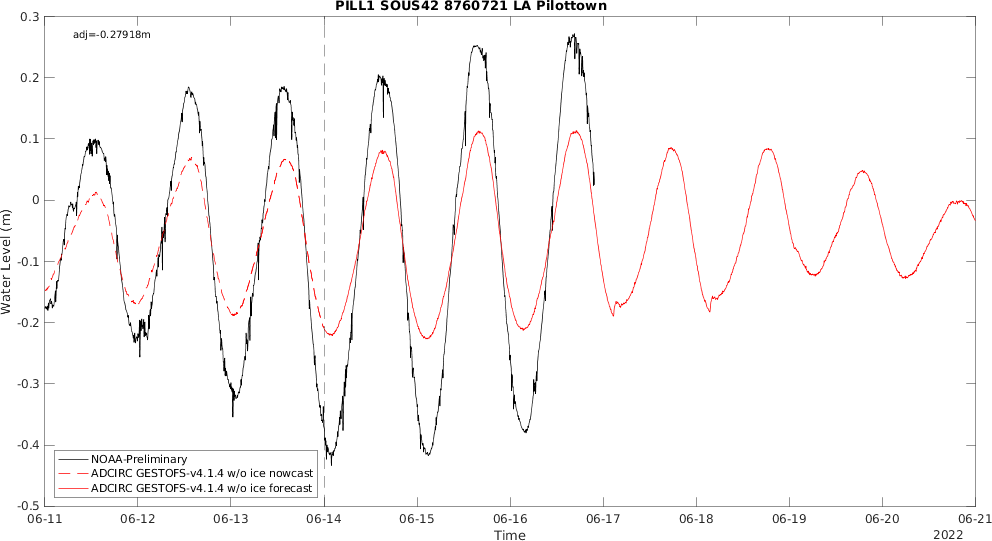 PILL1 SOUS42 8760721 LA Pilottown
adj=-0.27918m
Water Level (m)
0.3
0.2
0.1
0
-0.1
-0.2
-0.3
-0.4
-0.5
NOAA-Preliminary
ADCIRC GESTOFS-v4.1.4 w/o ice nowcast
ADCIRC GESTOFS-v4.1.4 w/o ice forecast
06-11 06-12 06-13 06-14 06-15 06-16 06-17 06-18 06-19 06-20 06-21
Time
2022